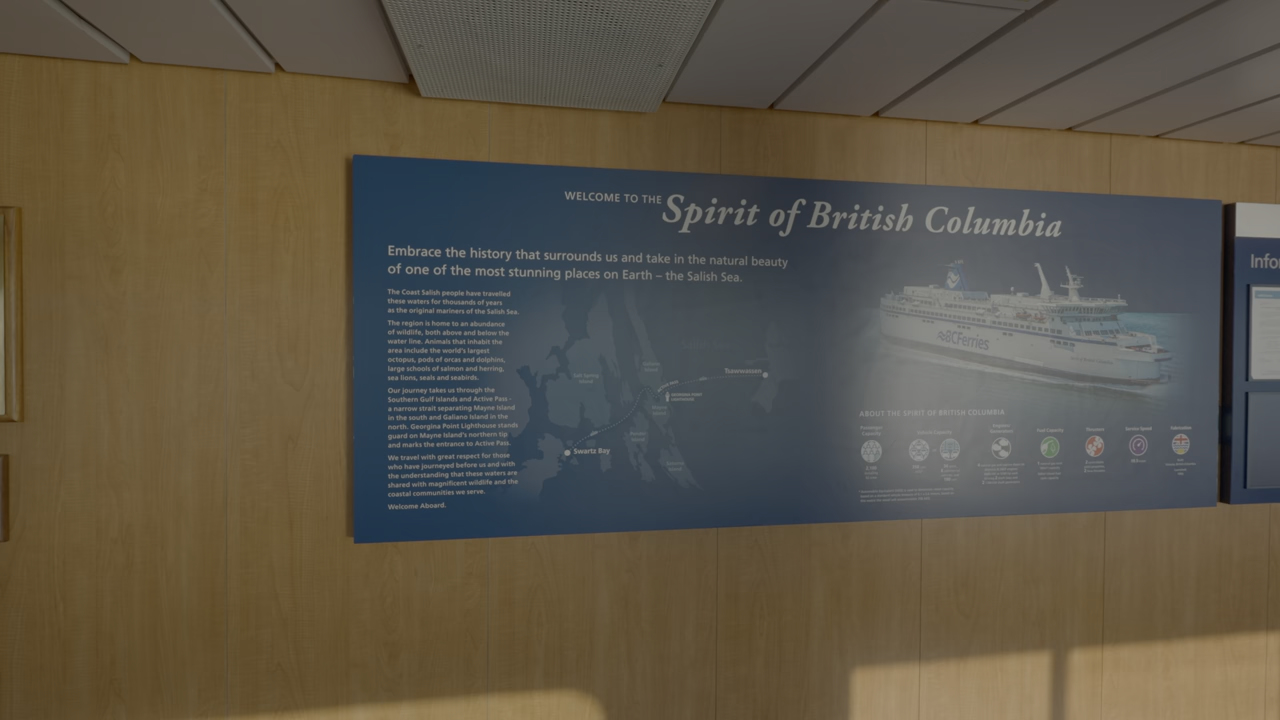 WELCOME TO THE Spirit of British Columbia
Embrace the history that surrounds us and take in the natural beauty
of one of the most stunning places on Earth – the Salish Sea.
The Coast Salish people have travelled
these waters for thousands of years
as the original mariners of the Salish Sea.
The region is home to an abundance
of wildlife, both above and below the
water line. Animals that inhabit the
area include the world's largest
octopus, pods of orcas and dolphins,
large schools of salmon and herring,
sea lions, seals and seabirds.
Our journey takes us through the
Southern Gulf Islands and Active Pass -
a narrow strait separating Mayne Island
in the south and Galiano Island in the
north. Georgina Point Lighthouse stands
guard on Mayne Island's northern tip
and marks the entrance to Active Pass.
We travel with great respect for those
who have journeyed before us and with
the understanding that these waters are
shared with magnificent wildlife and the
coastal communities we serve.
Welcome Aboard.
Tsawwassen
Swartz Bay
BCFerries
ABOUT THE SPIRIT OF BRITISH COLUMBIA
Passenger
Capacity
Fuel Capacity
Service Speed